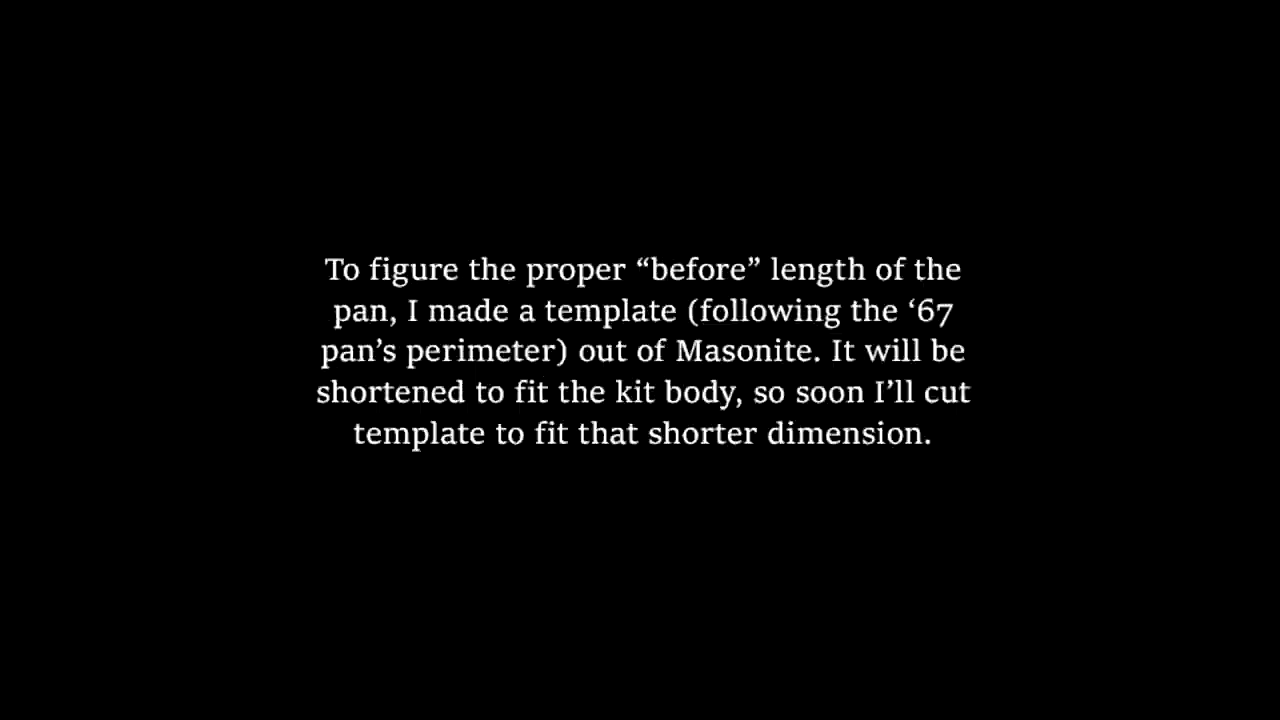 To figure the proper “before” length of the
pan, I made a template (following the ‘67
pan’s perimeter) out of Masonite. It will be
shortened to fit the kit body, so soon I’ll cut
template to fit that shorter dimension.